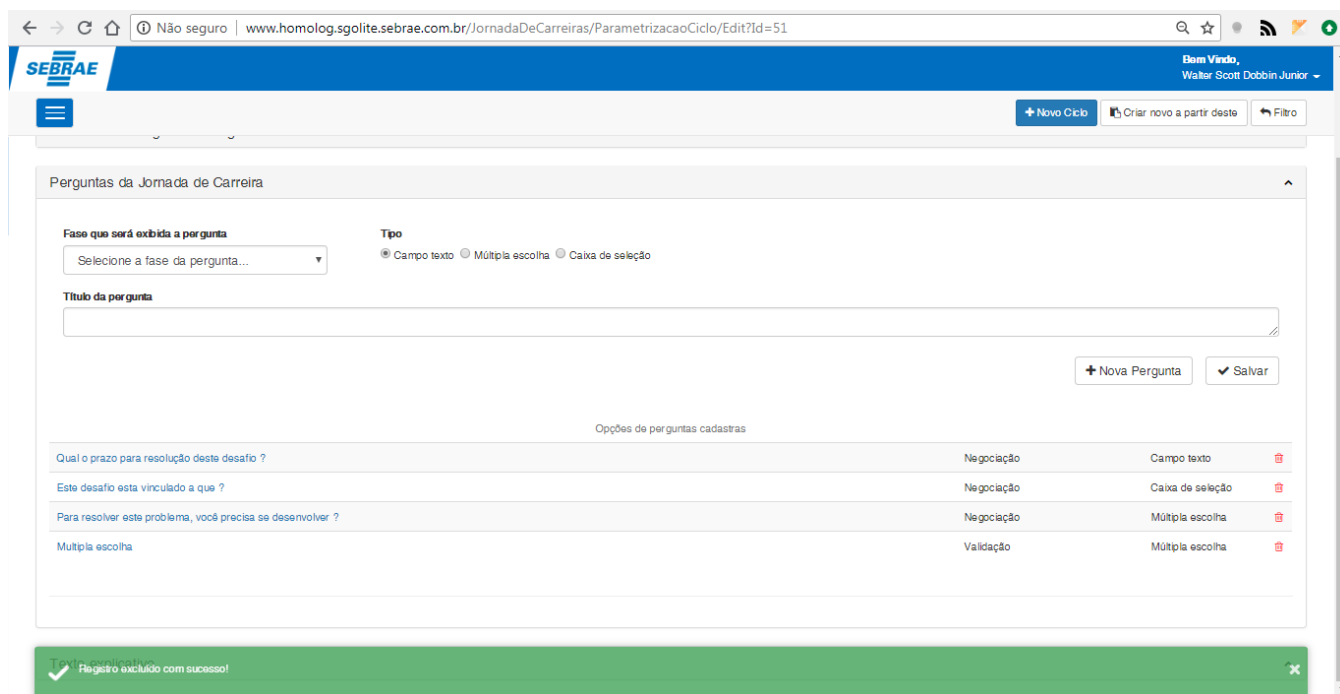 Não seguro | www.homolog.sgolite.sebrae.com.br/JornadaDeCarreiras/ParametrizacaoCiclo/Edit?Id=51
SEBRAE
Bem Vindo,
Walter Scott Dobbin Junior
Novo Ciclo Criar novo a partir deste Filtro
Perguntas da Jornada de Carreira
Fase que será exibida a pergunta Tipo
Selecione a fase da pergunta... Campo texto Múltipla escolha Caixa de seleção
Título da pergunta
Nova Pergunta Salvar
Opções de perguntas cadastras
Qual o prazo para resolução deste desafio ? Negociação Campo texto
Este desafio esta vinculado a que ? Negociação Caixa de seleção
Para resolver este problema, você precisa se desenvolver ? Negociação Múltipla escolha
Multipla escolha Validação Múltipla escolha
Texto explicativo
Registro excluído com sucesso!